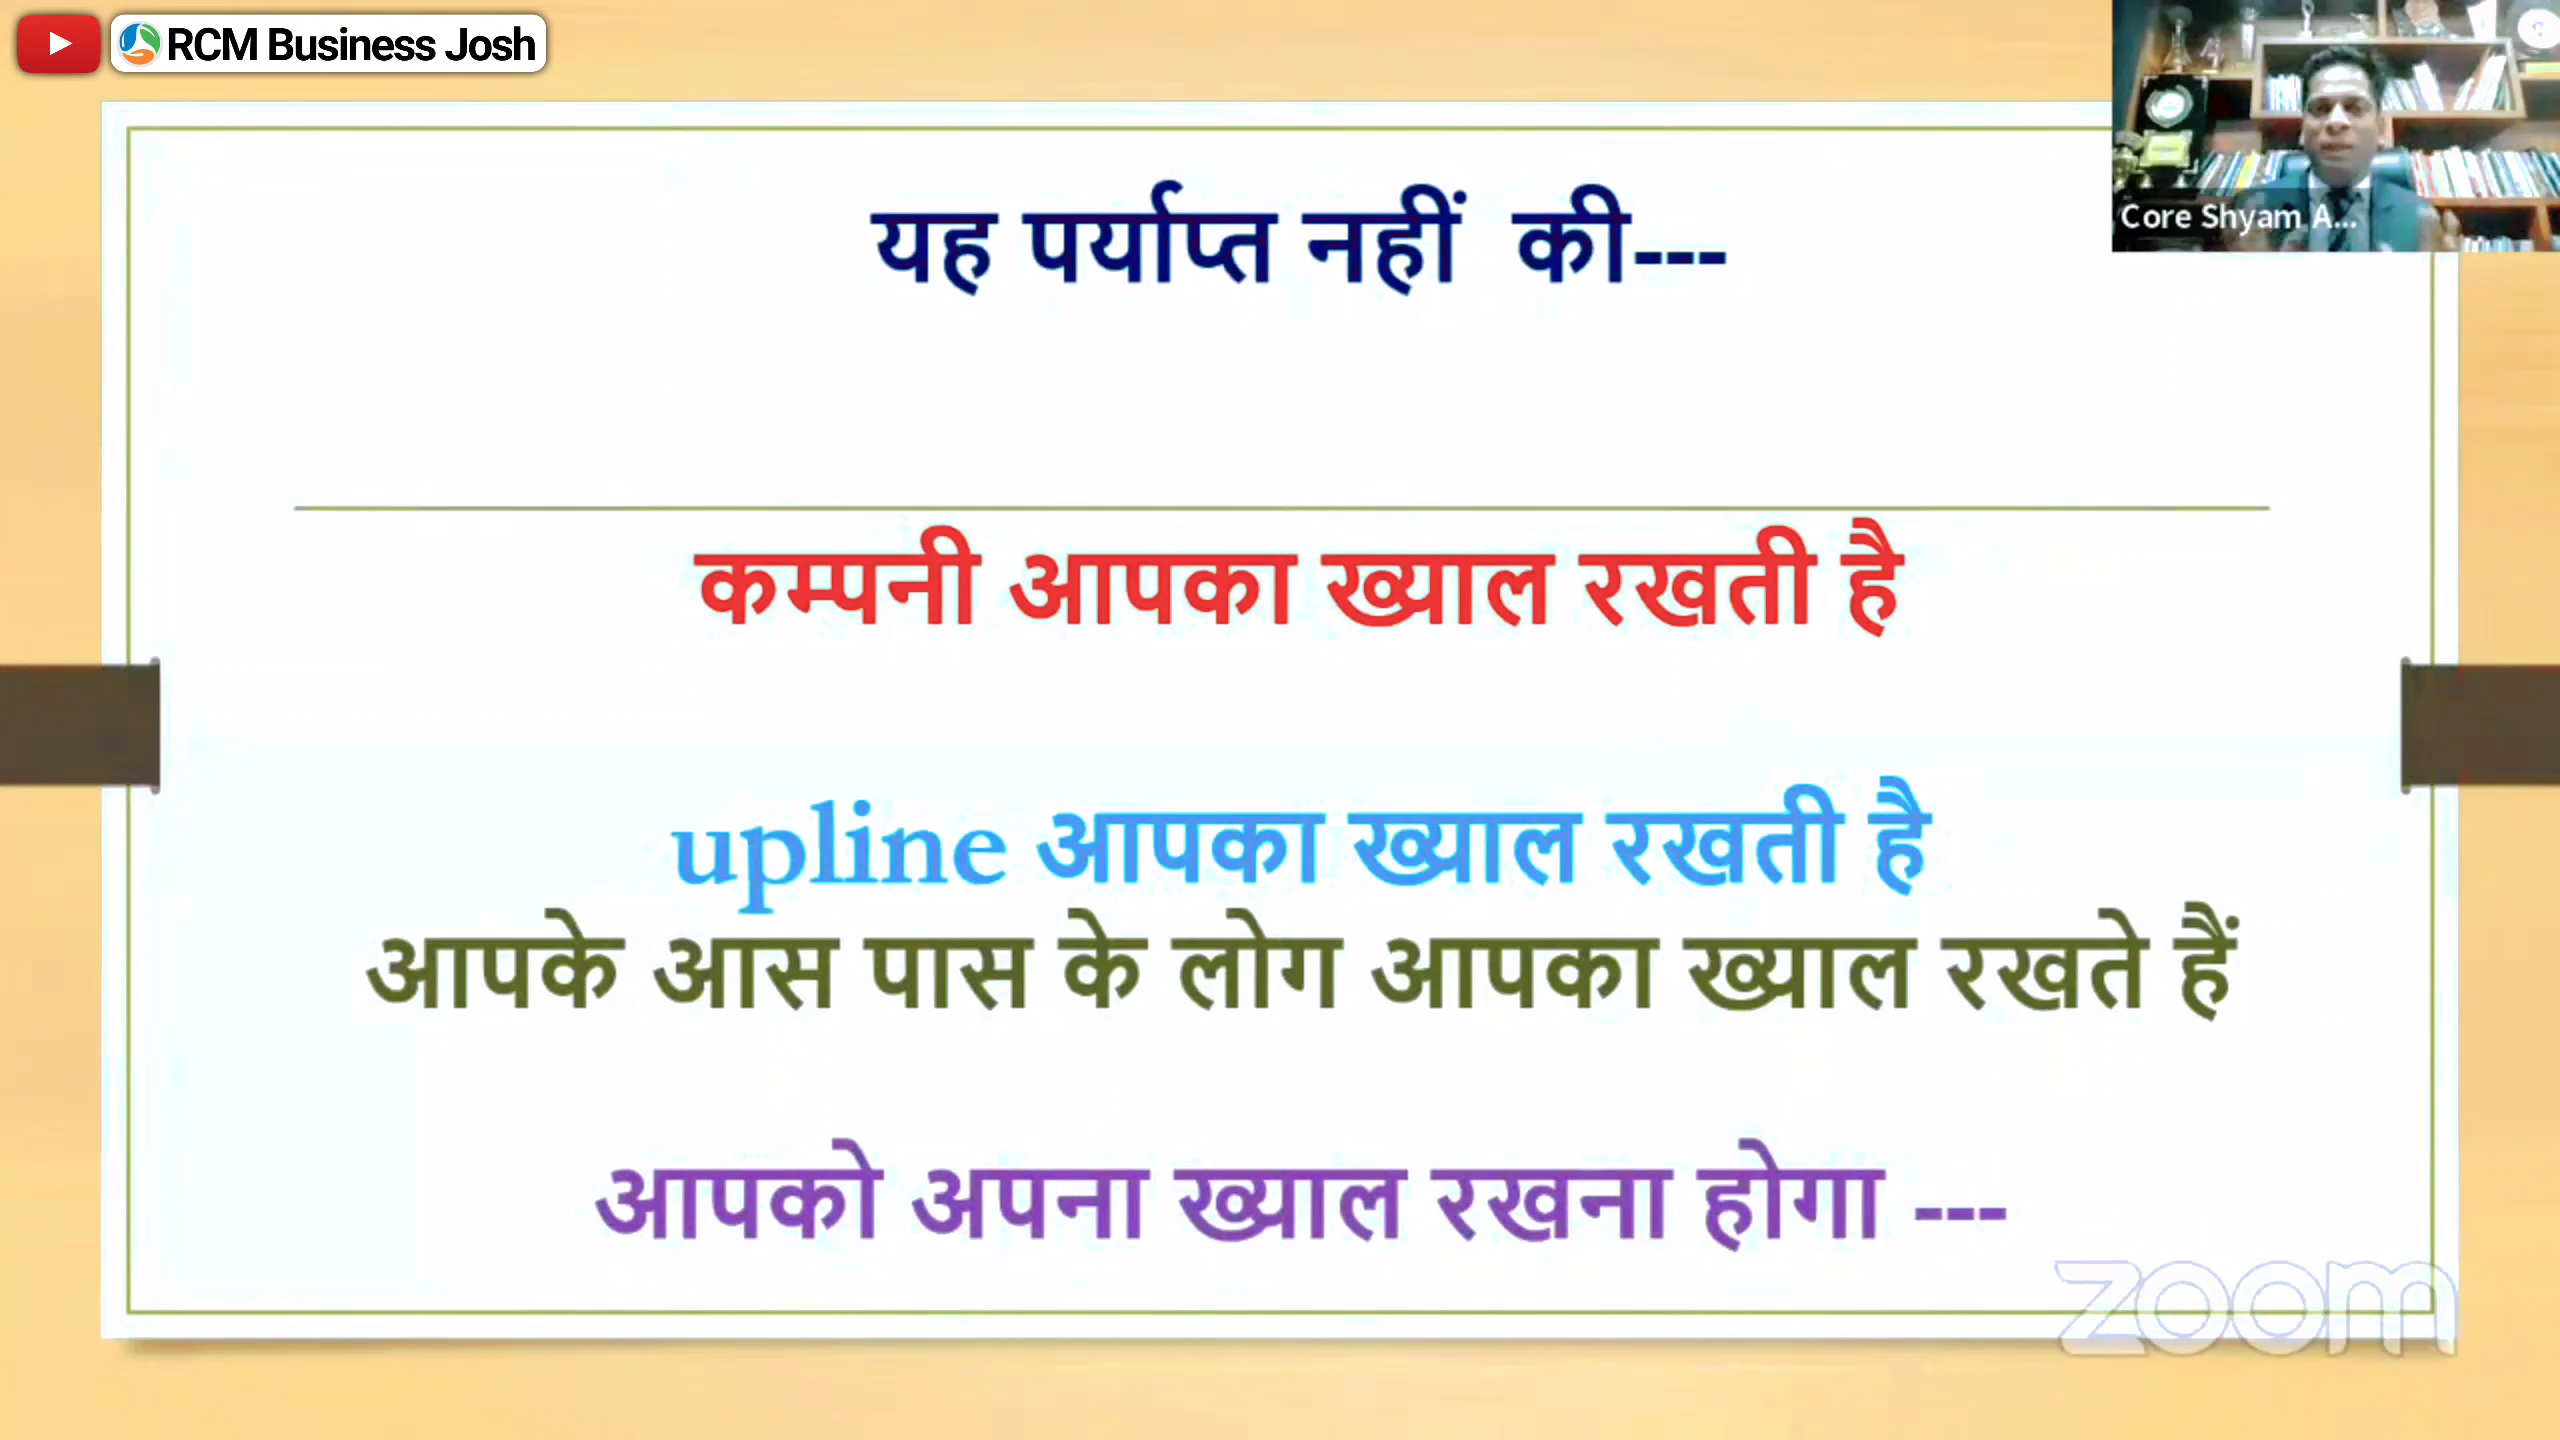 RCM Business Josh
Core Shyam A...
यह पर्याप्त नहीं की---
कम्पनी आपका ख्याल रखती है
upline आपका ख्याल रखती है
आपके आस पास के लोग आपका ख्याल रखते हैं
आपको अपना ख्याल रखना होगा ---
zoom